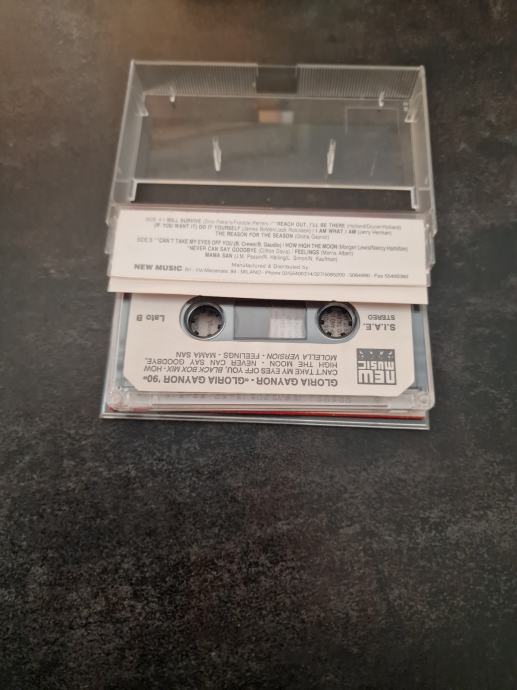 SIDE A I WILL SURVIVE (Dino Fekaris/Freddie Perren) / *REACH OUT, I'LL BE THERE (Holland/Dozier/Holland)
(IF YOU WANT IT) DO IT YOURSELF / I AM WHAT I AM (Jerry Herman)
THE REASON FOR THE SEASON (Gloria Gaynor)
SIDE B **CAN'T TAKE MY EYES OFF YOU (B. Crewe/B. Gaudio) / HOW HIGH THE MOON (Morgan Lewis/Nancy Hamilton)
*NEVER CAN SAY GOODBYE (Clifton Davis) / FEELINGS (Morris Albert)
MAMA SAN
Manufactured & Distributed by:
NEW MUSIC Srl - Via Mecenate, 84 - MILANO - Phone
Lato B
S.I.A.E.
STEREO
NEW
MUSIC
GLORIA GAYNOR: «GLORIA GAYNOR '90»
CAN'T TAKE MY EYES OFF YOU, BLACK BOX MIX - HOW
HIGH THE MOON - NEVER CAN SAY GOODBYE,
MOLELLA VERSION - FEELINGS - MAMA SAN